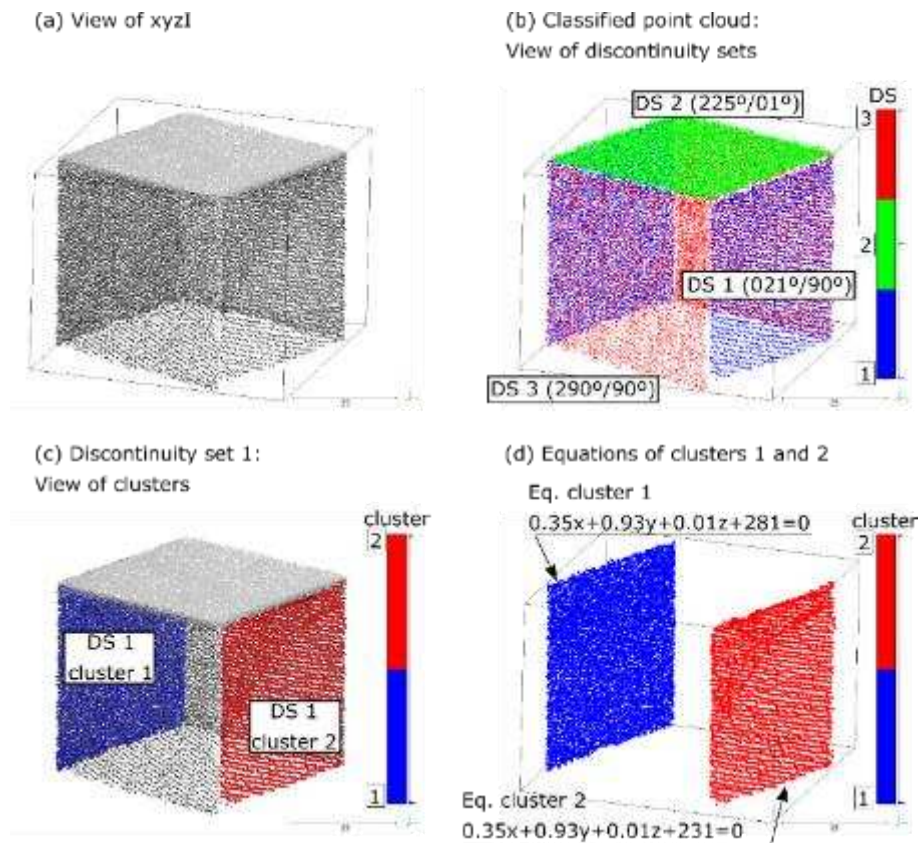 (a) View of xyzI
(b) Classified point cloud:
View of discontinuity sets
DS 2 (225º/01º)
DS
3
2
DS 1 (021º/90º)
1
DS 3 (290º/90º)
(c) Discontinuity set 1:
View of clusters
cluster
2
DS 1
cluster 1
DS 1
cluster 2
1
(d) Equations of clusters 1 and 2
Eq. cluster 1
0.35x+0.93y+0.01z+281=0
cluster
2
1
Eq. cluster 2
0.35x+0.93y+0.01z+231=0